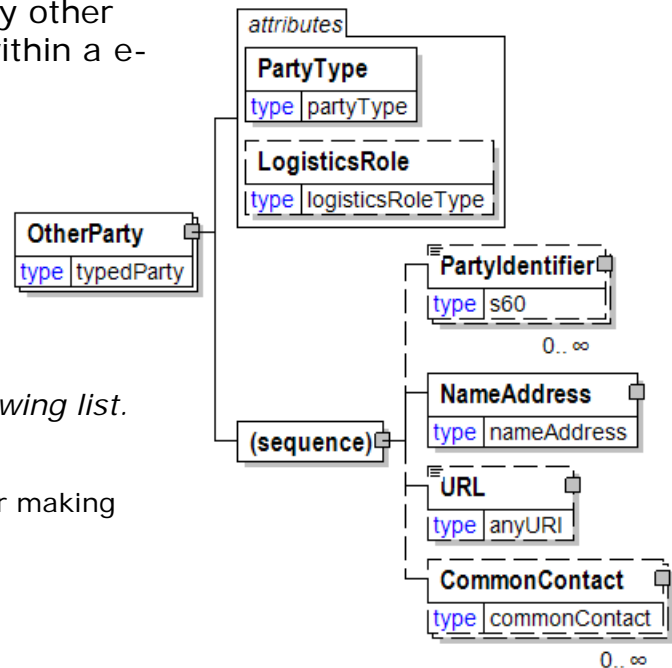 y other
ithin a e-
wing list.
r making
attributes
PartyType
type partyType
LogisticsRole
type logisticsRoleType
OtherParty
type typedParty
(sequence)
PartyIdentifier
type s60
0.. ∞
NameAddress
type nameAddress
URL
type anyURI
CommonContact
type commonContact
0.. ∞